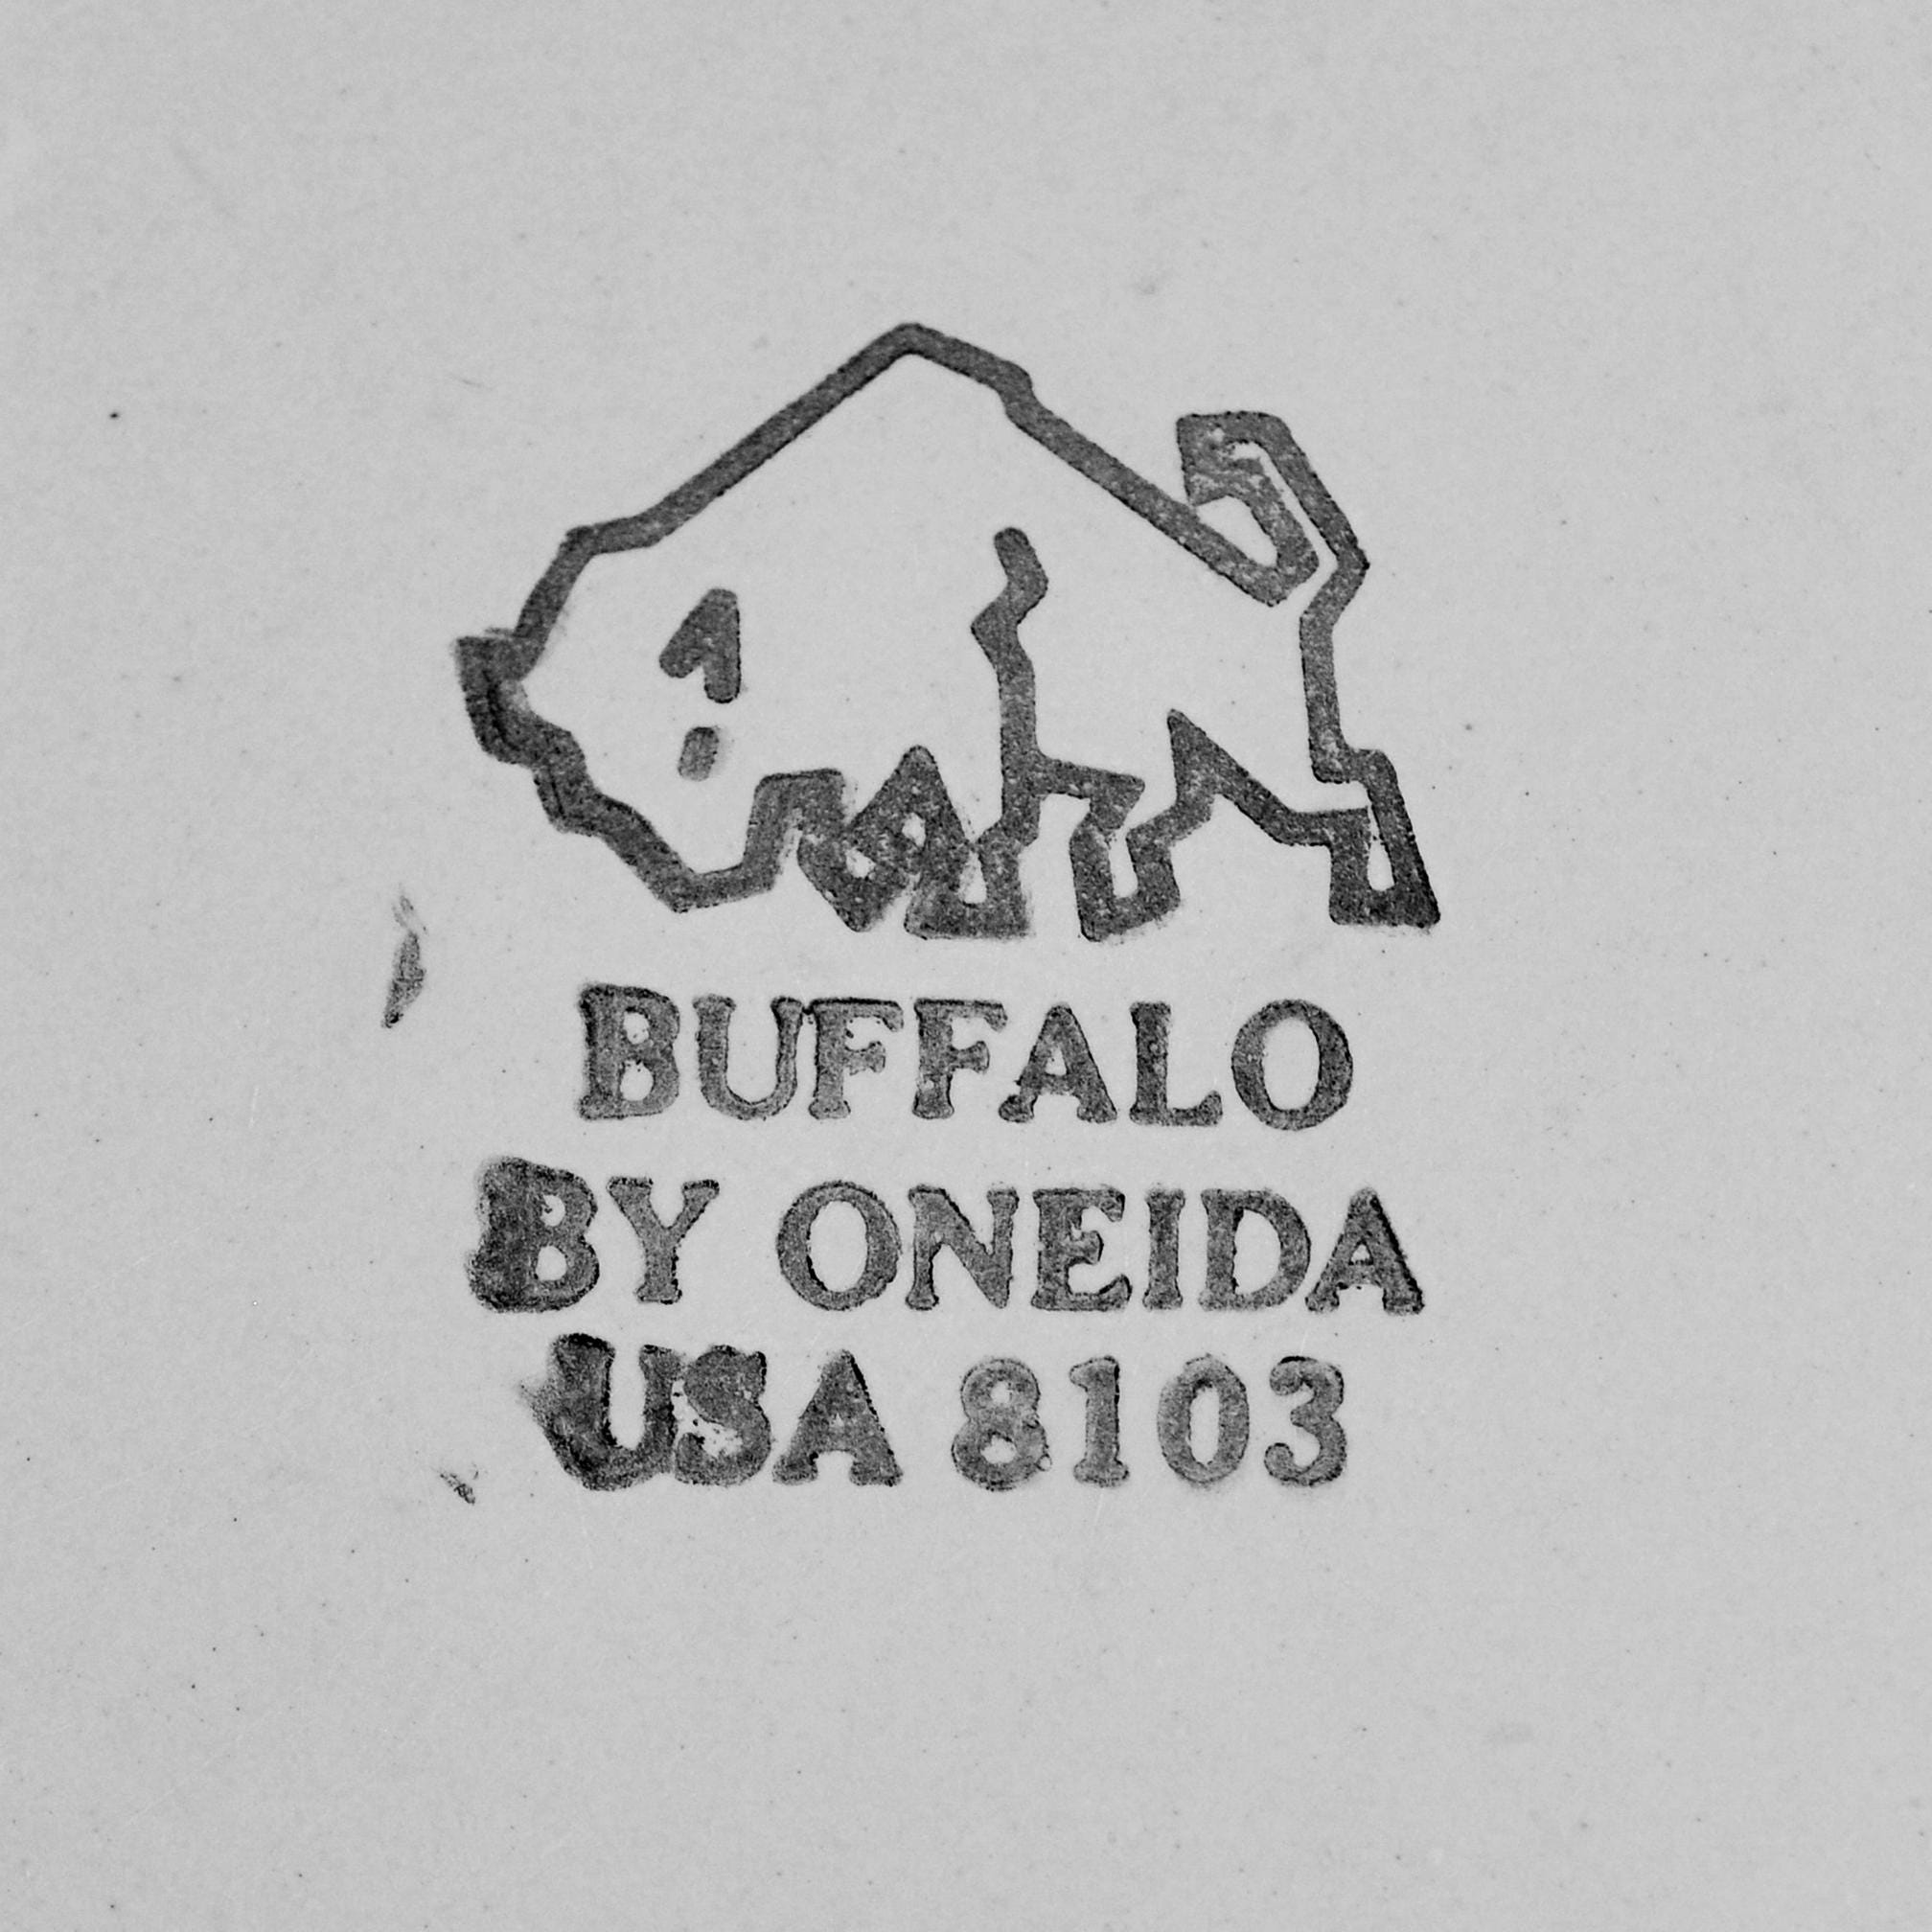 BUFFALO
BY ONEIDA
USA 8103